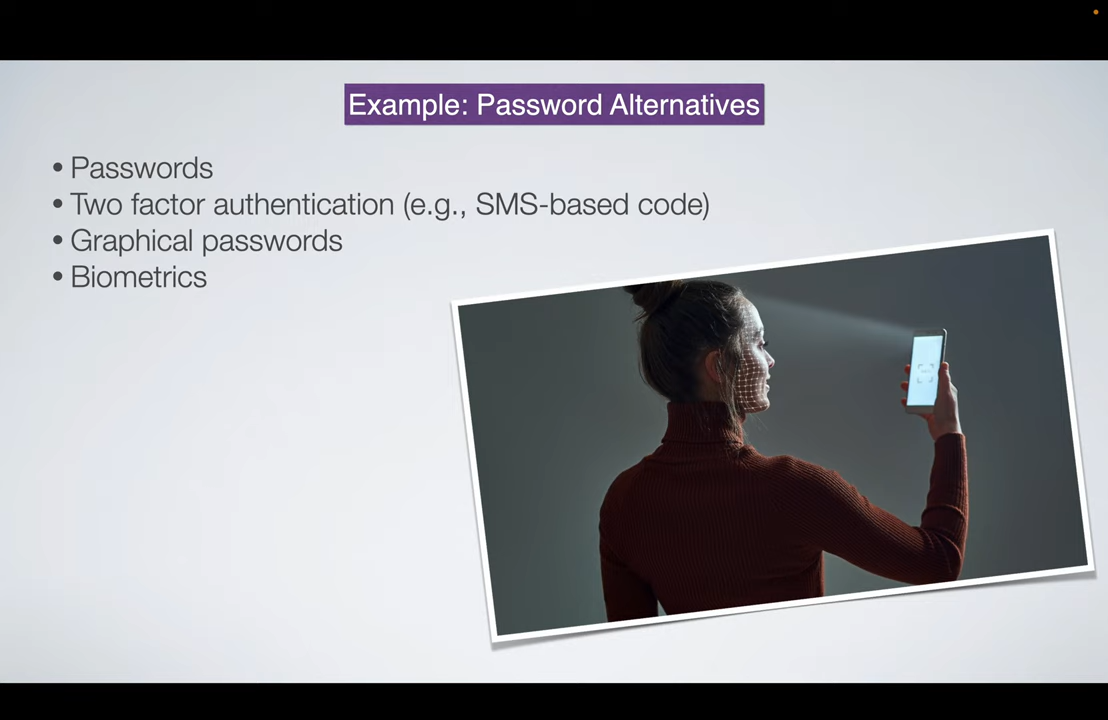 Example: Password Alternatives
• Passwords
• Two factor authentication (e.g., SMS-based code)
• Graphical passwords
• Biometrics